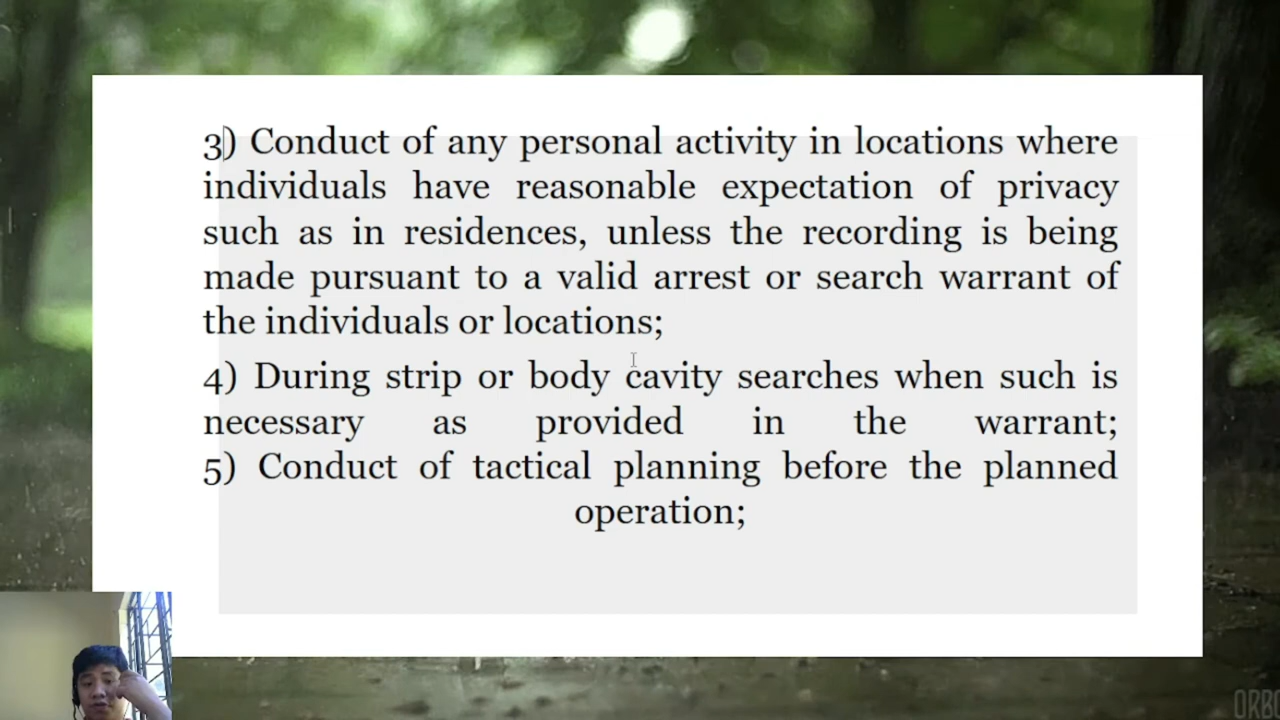 3) Conduct of any personal activity in locations where
individuals have reasonable expectation of privacy
such as in residences, unless the recording is being
made pursuant to a valid arrest or search warrant of
the individuals or locations;
4) During strip or body cavity searches when such is
necessary as provided in the warrant;
5) Conduct of tactical planning before the planned
operation;